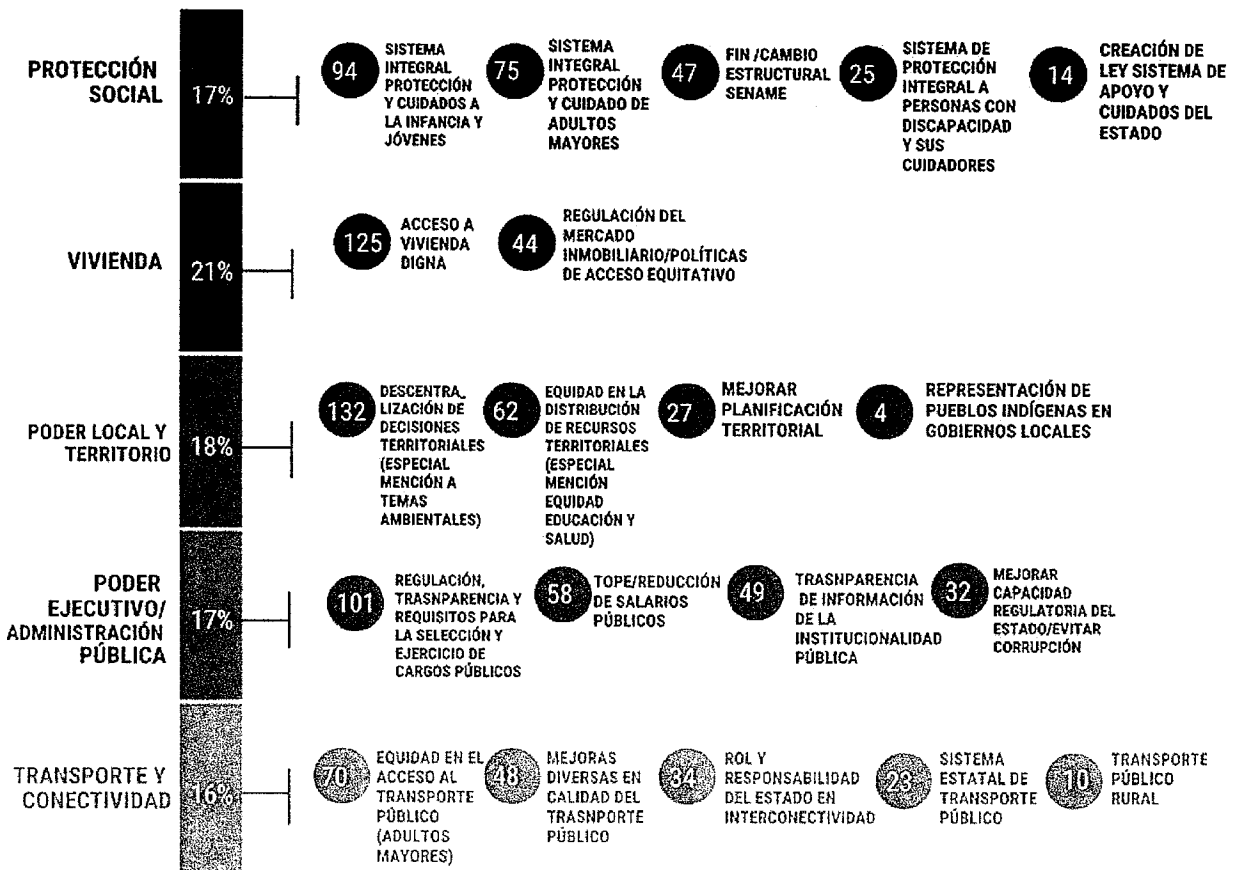 PROTECCIÓN
SOCIAL
17%
94
SISTEMA
INTEGRAL
PROTECCIÓN
Y CUIDADOS A
LA INFANCIA Y
JÓVENES
75
SISTEMA
INTEGRAL
PROTECCIÓN
Y CUIDADO DE
ADULTOS
MAYORES
47
FIN /CAMBIO
ESTRUCTURAL
SENAME
25
SISTEMA DE
PROTECCIÓN
INTEGRAL A
PERSONAS CON
DISCAPACIDAD
Y SUS
CUIDADORES
14
CREACIÓN DE
LEY SISTEMA DE
APOYO Y
CUIDADOS DEL
ESTADO
VIVIENDA
21%
125
ACCESO A
VIVIENDA
DIGNA
44
REGULACIÓN DEL
MERCADO
INMOBILIARIO/POLÍTICAS
DE ACCESO EQUITATIVO
PODER LOCAL Y
TERRITORIO
18%
132
DESCENTRA_
LIZACIÓN DE
DECISIONES
TERRITORIALES
(ESPECIAL
MENCIÓN A
TEMAS
AMBIENTALES)
62
EQUIDAD EN LA
DISTRIBUCIÓN
DE RECURSOS
TERRITORIALES
(ESPECIAL
MENCIÓN
EQUIDAD
EDUCACIÓN Y
SALUD)
27
MEJORAR
PLANIFICACIÓN
TERRITORIAL
4
REPRESENTACIÓN DE
PUEBLOS INDÍGENAS EN
GOBIERNOS LOCALES
PODER
EJECUTIVO/
ADMINISTRACIÓN
PÚBLICA
17%
101
REGULACIÓN,
TRASNPARENCIA Y
REQUISITOS PARA
LA SELECCIÓN Y
EJERCICIO DE
CARGOS PÚBLICOS
58
TOPE/REDUCCIÓN
DE SALARIOS
PÚBLICOS
49
TRASNPARENCIA
DE INFORMACIÓN
DE LA
INSTITUCIONALIDAD
PÚBLICA
32
MEJORAR
CAPACIDAD
REGULATORIA DEL
ESTADO/EVITAR
CORRUPCIÓN
TRANSPORTE Y
CONECTIVIDAD
16%
70
EQUIDAD EN EL
ACCESO AL
TRANSPORTE
PÚBLICO
(ADULTOS
MAYORES)
48
MEJORAS
DIVERSAS EN
CALIDAD DEL
TRASNPORTE
PÚBLICO
34
ROL Y
RESPONSABILIDAD
DEL ESTADO EN
INTERCONECTIVIDAD
23
SISTEMA
ESTATAL DE
TRANSPORTE
PÚBLICO
10
TRANSPORTE
PÚBLICO
RURAL